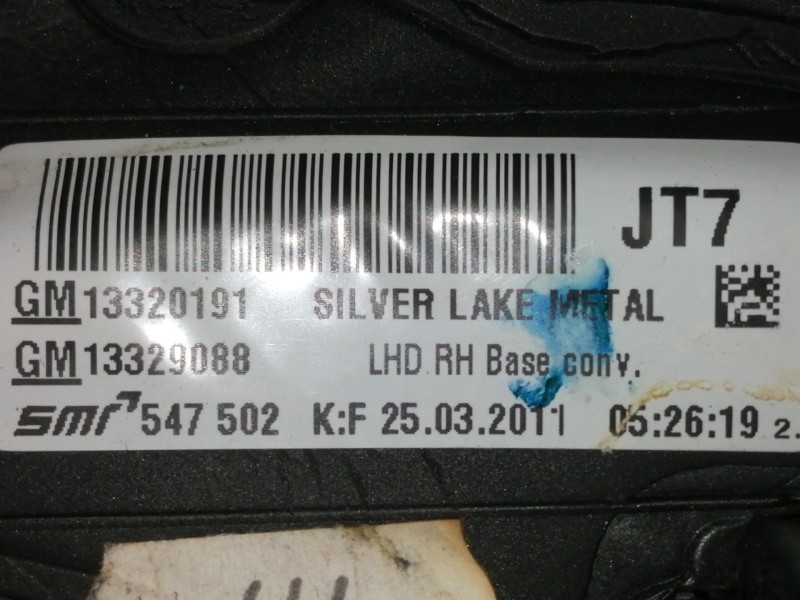 JT7
GM13320191 SILVER LAKE METAL
GM13329088 LHD RH Base conv.
smr 547 502 K:F 25.03.2011 05:26:19 2.